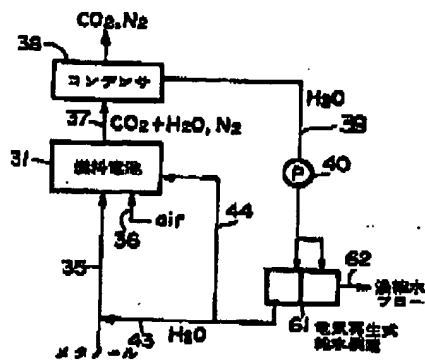 CO2,N2
38
コンデンサ
37
CO2+H2O,N2
H2O
39
31
燃料電池
P
40
36
air
44
35
62
濃縮水
ブロー
61
電気再生式
純水装置
43
H2O
メタノール